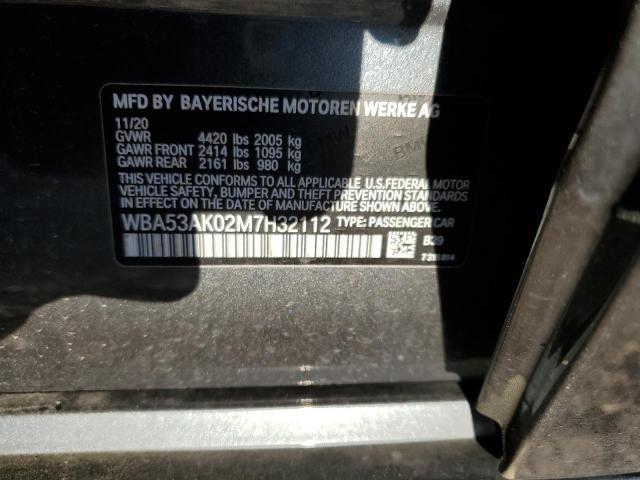 MFD BY BAYERISCHE MOTOREN WERKE AG
11/20
GVWR 4420 lbs 2005 kg
GAWR FRONT 2414 lbs 1095 kg
GAWR REAR 2161 lbs 980 kg
THIS VEHICLE CONFORMS TO ALL APPLICABLE U.S.FEDERAL MOTOR
VEHICLE SAFETY, BUMPER AND THEFT PREVENTION STANDARDS
IN EFFECT ON THE DATE OF MANUFACTURE SHOWN ABOVE.
WBA53AK02M7H32112 TYPE: PASSENGER CAR
B39